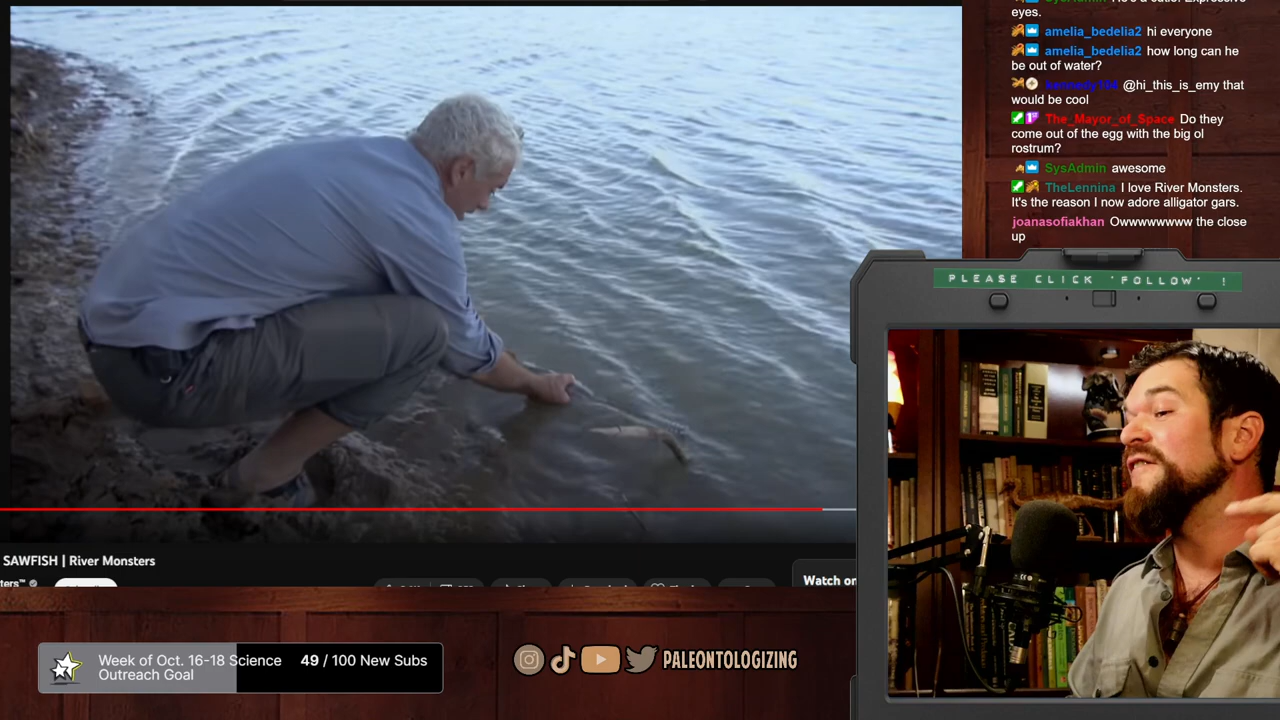 eyes.
amelia_bedelia2 hi everyone
amelia_bedelia2 how long can he
be out of water?
@hi_this_is_emy that
would be cool
The_Mayor_of_Space Do they
come out of the egg with the big ol
rostrum?
SysAdmin awesome
TheLennina I love River Monsters.
It's the reason I now adore alligator gars.
joanasofiakhan Owwwwwwww the close
up
PLEASE CLICK "FOLLOW" !
SAWFISH | River Monsters
Watch on
Week of Oct. 16-18 Science
Outreach Goal
49 / 100 New Subs
PALEONTOLOGIZING